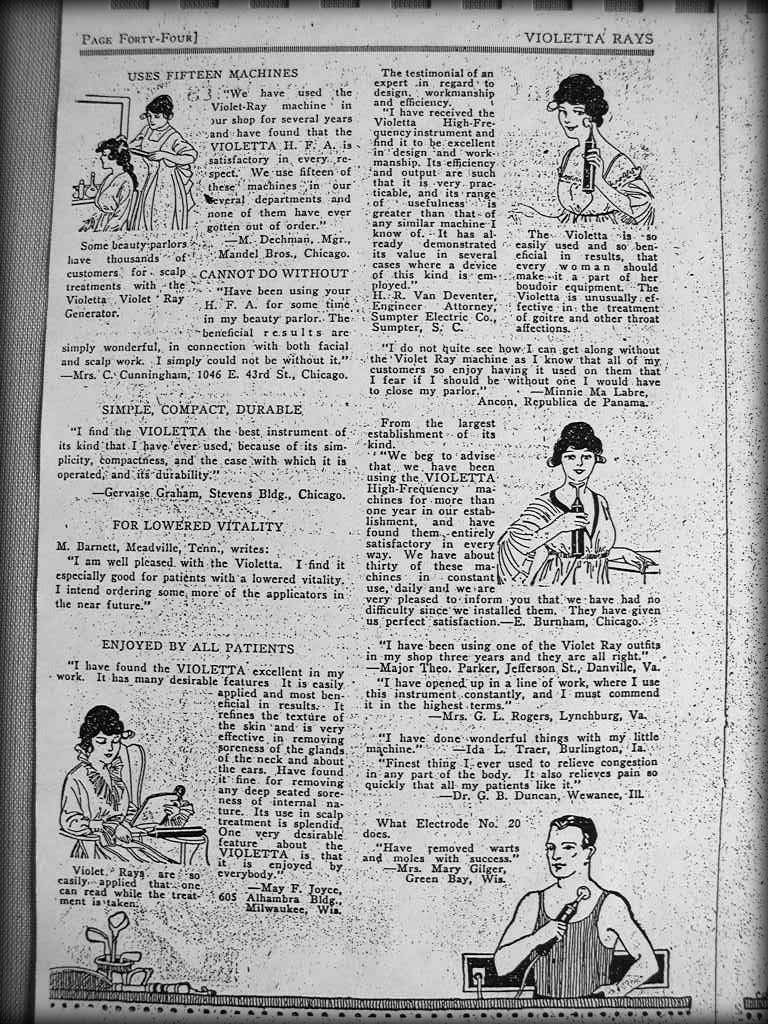 PAGE FORTY-FOUR]
VIOLETTA RAYS
USES FIFTEEN MACHINES
"We have used the
Violet-Ray machine in
our shop for several years
and have found that the
VIOLETTA H. F. A. is
satisfactory in every re-
spect. We use fifteen of
these machines in our
several departments and
none of them have ever
gotten out of order."
—M. Dechman, Mgr.,
Mandel Bros., Chicago.
Some beauty parlors
have thousands of
customers for scalp
treatments with the
Violetta Violet Ray
Generator.
CANNOT DO WITHOUT
"Have been using your
H. F. A. for some time
in my beauty parlor. The
beneficial results are
simply wonderful, in connection with both facial
and scalp work. I simply could not be without it."
—Mrs. C. Cunningham, 1046 E. 43rd St., Chicago.
SIMPLE, COMPACT, DURABLE
"I find the VIOLETTA the best instrument of
its kind that I have ever used, because of its sim-
plicity, compactness, and the case with which it is
operated, and its durability."
—Gervaise Graham, Stevens Bldg., Chicago.
FOR LOWERED VITALITY
M. Barnett, Meadville, Tenn., writes:
"I am well pleased with the Violetta. I find it
especially good for patients with a lowered vitality.
I intend ordering some more of the applicators in
the near future."
ENJOYED BY ALL PATIENTS
"I have found the VIOLETTA excellent in my
work. It has many desirable features. It is easily
applied and most ben-
eficial in results. It
refines the texture of
the skin and is very
effective in removing
soreness of the glands
of the neck and about
the ears. Have found
it fine for removing
any deep seated sore-
ness of internal na-
ture. Its use in scalp
treatment is splendid.
One very desirable
feature about the
VIOLETTA is that
it is enjoyed by
everybody."
—May F. Joyce,
605 Alhambra Bldg.,
Milwaukee, Wis.
Violet Rays are so
easily applied that one
can read while the treat-
ment is taken.
The testimonial of an
expert in regard to
design, workmanship
and efficiency.
"I have received the
Violetta High-Fre-
quency instrument and
find it to be excellent
in design and work-
manship. Its efficiency
and output are such
that it is very prac-
ticable, and its range
of usefulness is
greater than that of
any similar machine I
know of. It has al-
ready demonstrated
its value in several
cases where a device
of this kind is em-
ployed."
H. R. Van Deventer,
Engineer Attorney,
Sumpter Electric Co.,
Sumpter, S. C.
The Violetta is so
easily used and so ben-
eficial in results, that
every woman should
make it a part of her
boudoir equipment. The
Violetta is unusually ef-
fective in the treatment
of goitre and other throat
affections.
"I do not quite see how I can get along without
the Violet Ray machine as I know that all of my
customers so enjoy having it used on them that
I fear if I should be without one I would have
to close my parlor." —Minnie Ma Labre,
Ancon, Republica de Panama.
From the largest
establishment of its
kind.
"We beg to advise
that we have been
using the VIOLETTA
High-Frequency ma-
chines for more than
one year in our estab-
lishment, and have
found them entirely
satisfactory in every
way. We have about
thirty of these ma-
chines in constant
use, daily and we are
very pleased to inform you that we have had no
difficulty since we installed them. They have given
us perfect satisfaction.—E. Burnham, Chicago.
"I have been using one of the Violet Ray outfits
in my shop three years and they are all right."
—Major Theo. Parker, Jefferson St., Danville, Va.
"I have opened up in a line of work, where I use
this instrument constantly, and I must commend
it in the highest terms."
—Mrs. G. L. Rogers, Lynchburg, Va.
"I have done wonderful things with my little
machine." —Ida L. Traer, Burlington, Ia.
"Finest thing I ever used to relieve congestion
in any part of the body. It also relieves pain so
quickly that all my patients like it."
—Dr. G. B. Duncan, Wewanee, Ill.
What Electrode No. 20
does.
"Have removed warts
and moles with success."
—Mrs. Mary Gilger,
Green Bay, Wis.